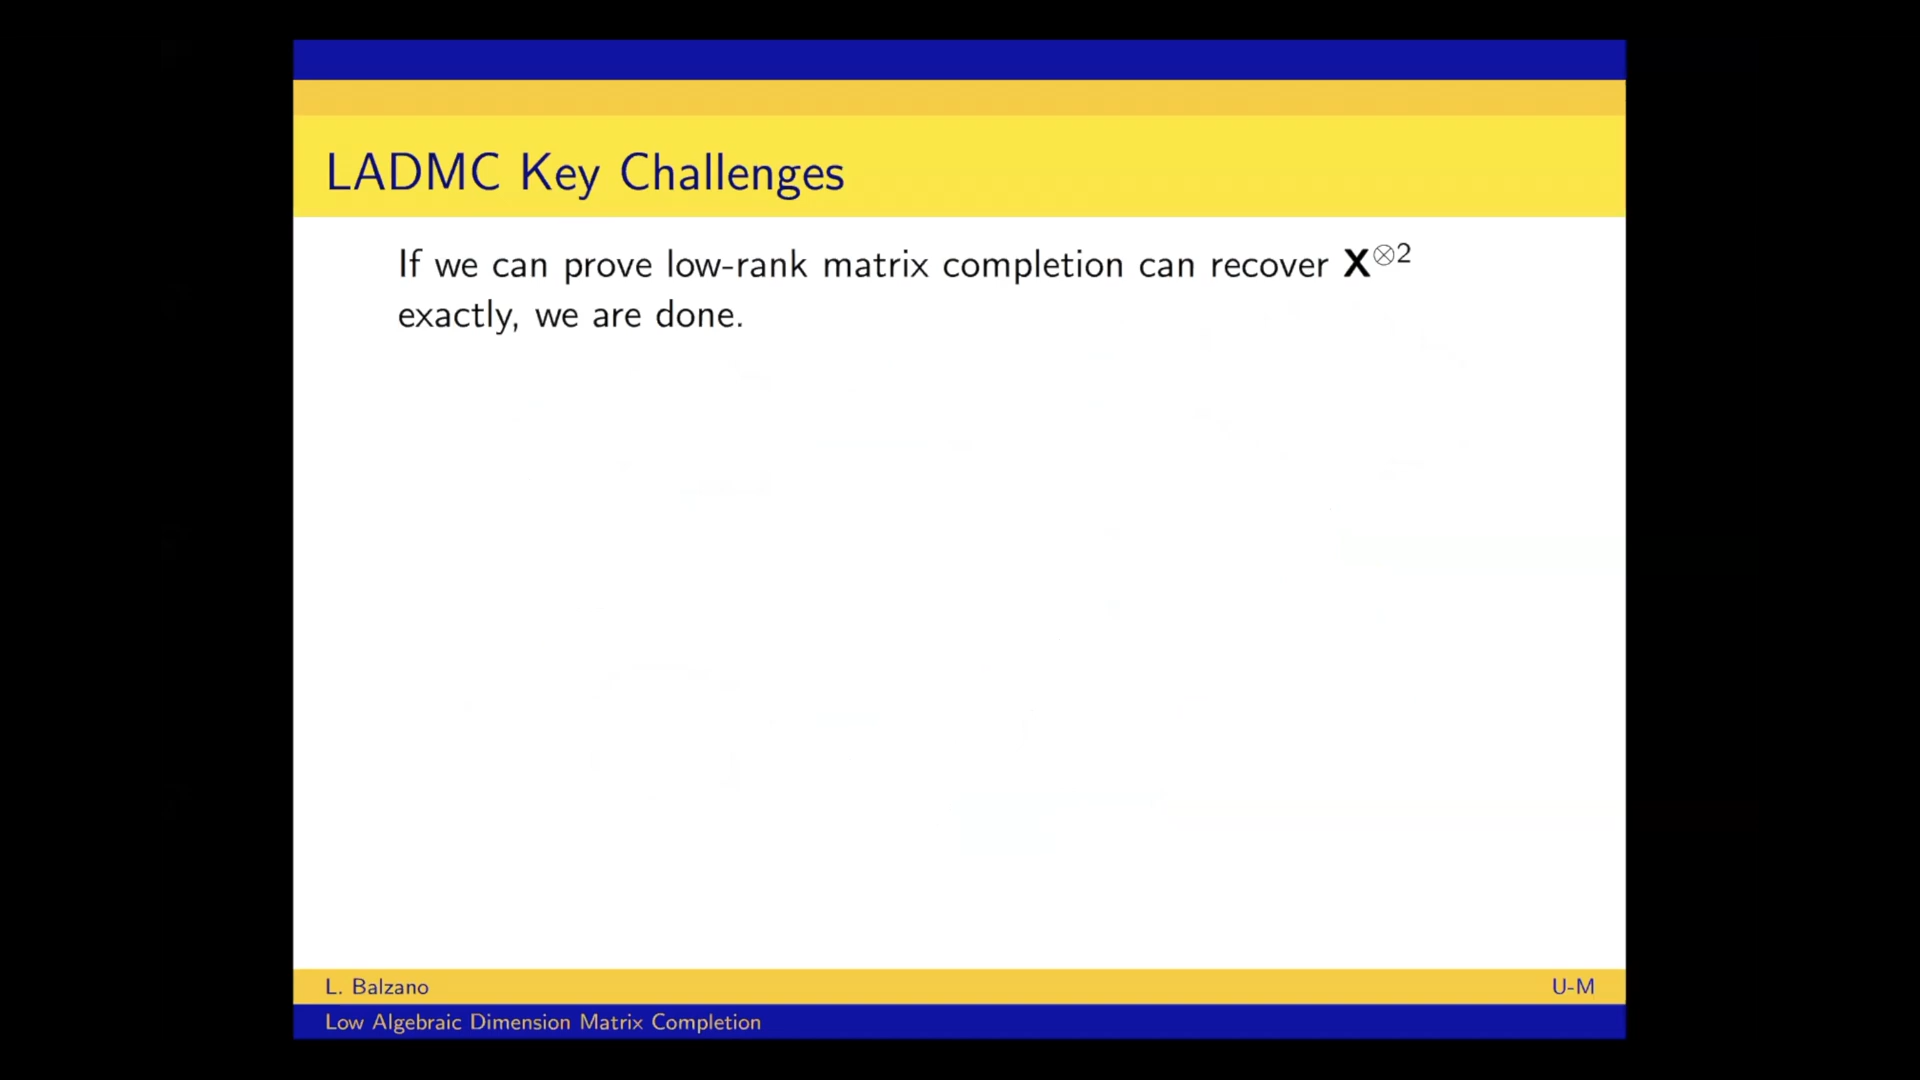 LADMC Key Challenges
If we can prove low-rank matrix completion can recover X⊗2
exactly, we are done.
L. Balzano
U-M
Low Algebraic Dimension Matrix Completion